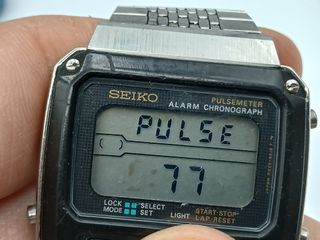 SEIKO
PULSEMETER
ALARM CHRONOGRAPH
PULSE
77
LOCK SELECT
MODE SET
LIGHT
START·STOP
LAP·RESET